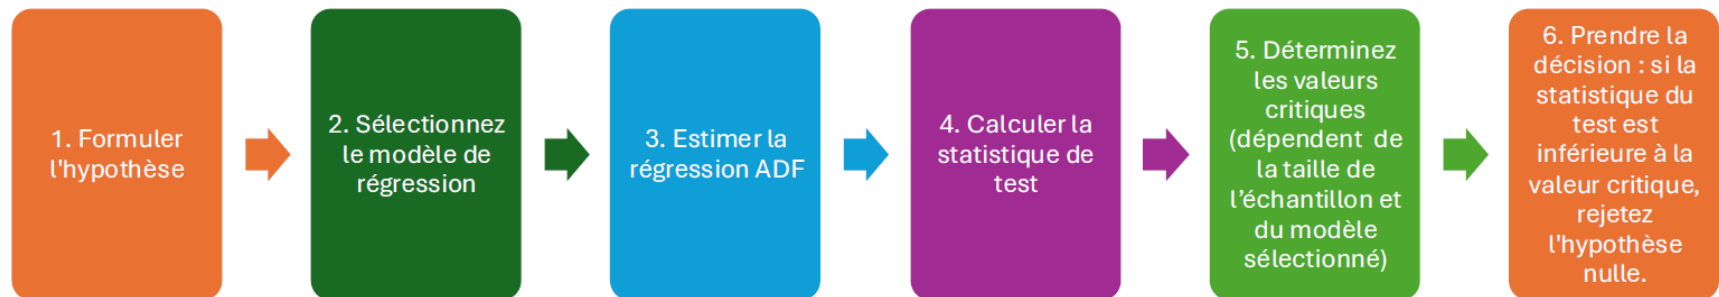 1. Formuler
l'hypothèse
2. Sélectionnez
le modèle de
régression
3. Estimer la
régression ADF
4. Calculer la
statistique de
test
5. Déterminez
les valeurs
critiques
(dépendent de
la taille de
l’échantillon et
du modèle
sélectionné)
6. Prendre la
décision : si la
statistique du
test est
inférieure à la
valeur critique,
rejetez
l'hypothèse
nulle.